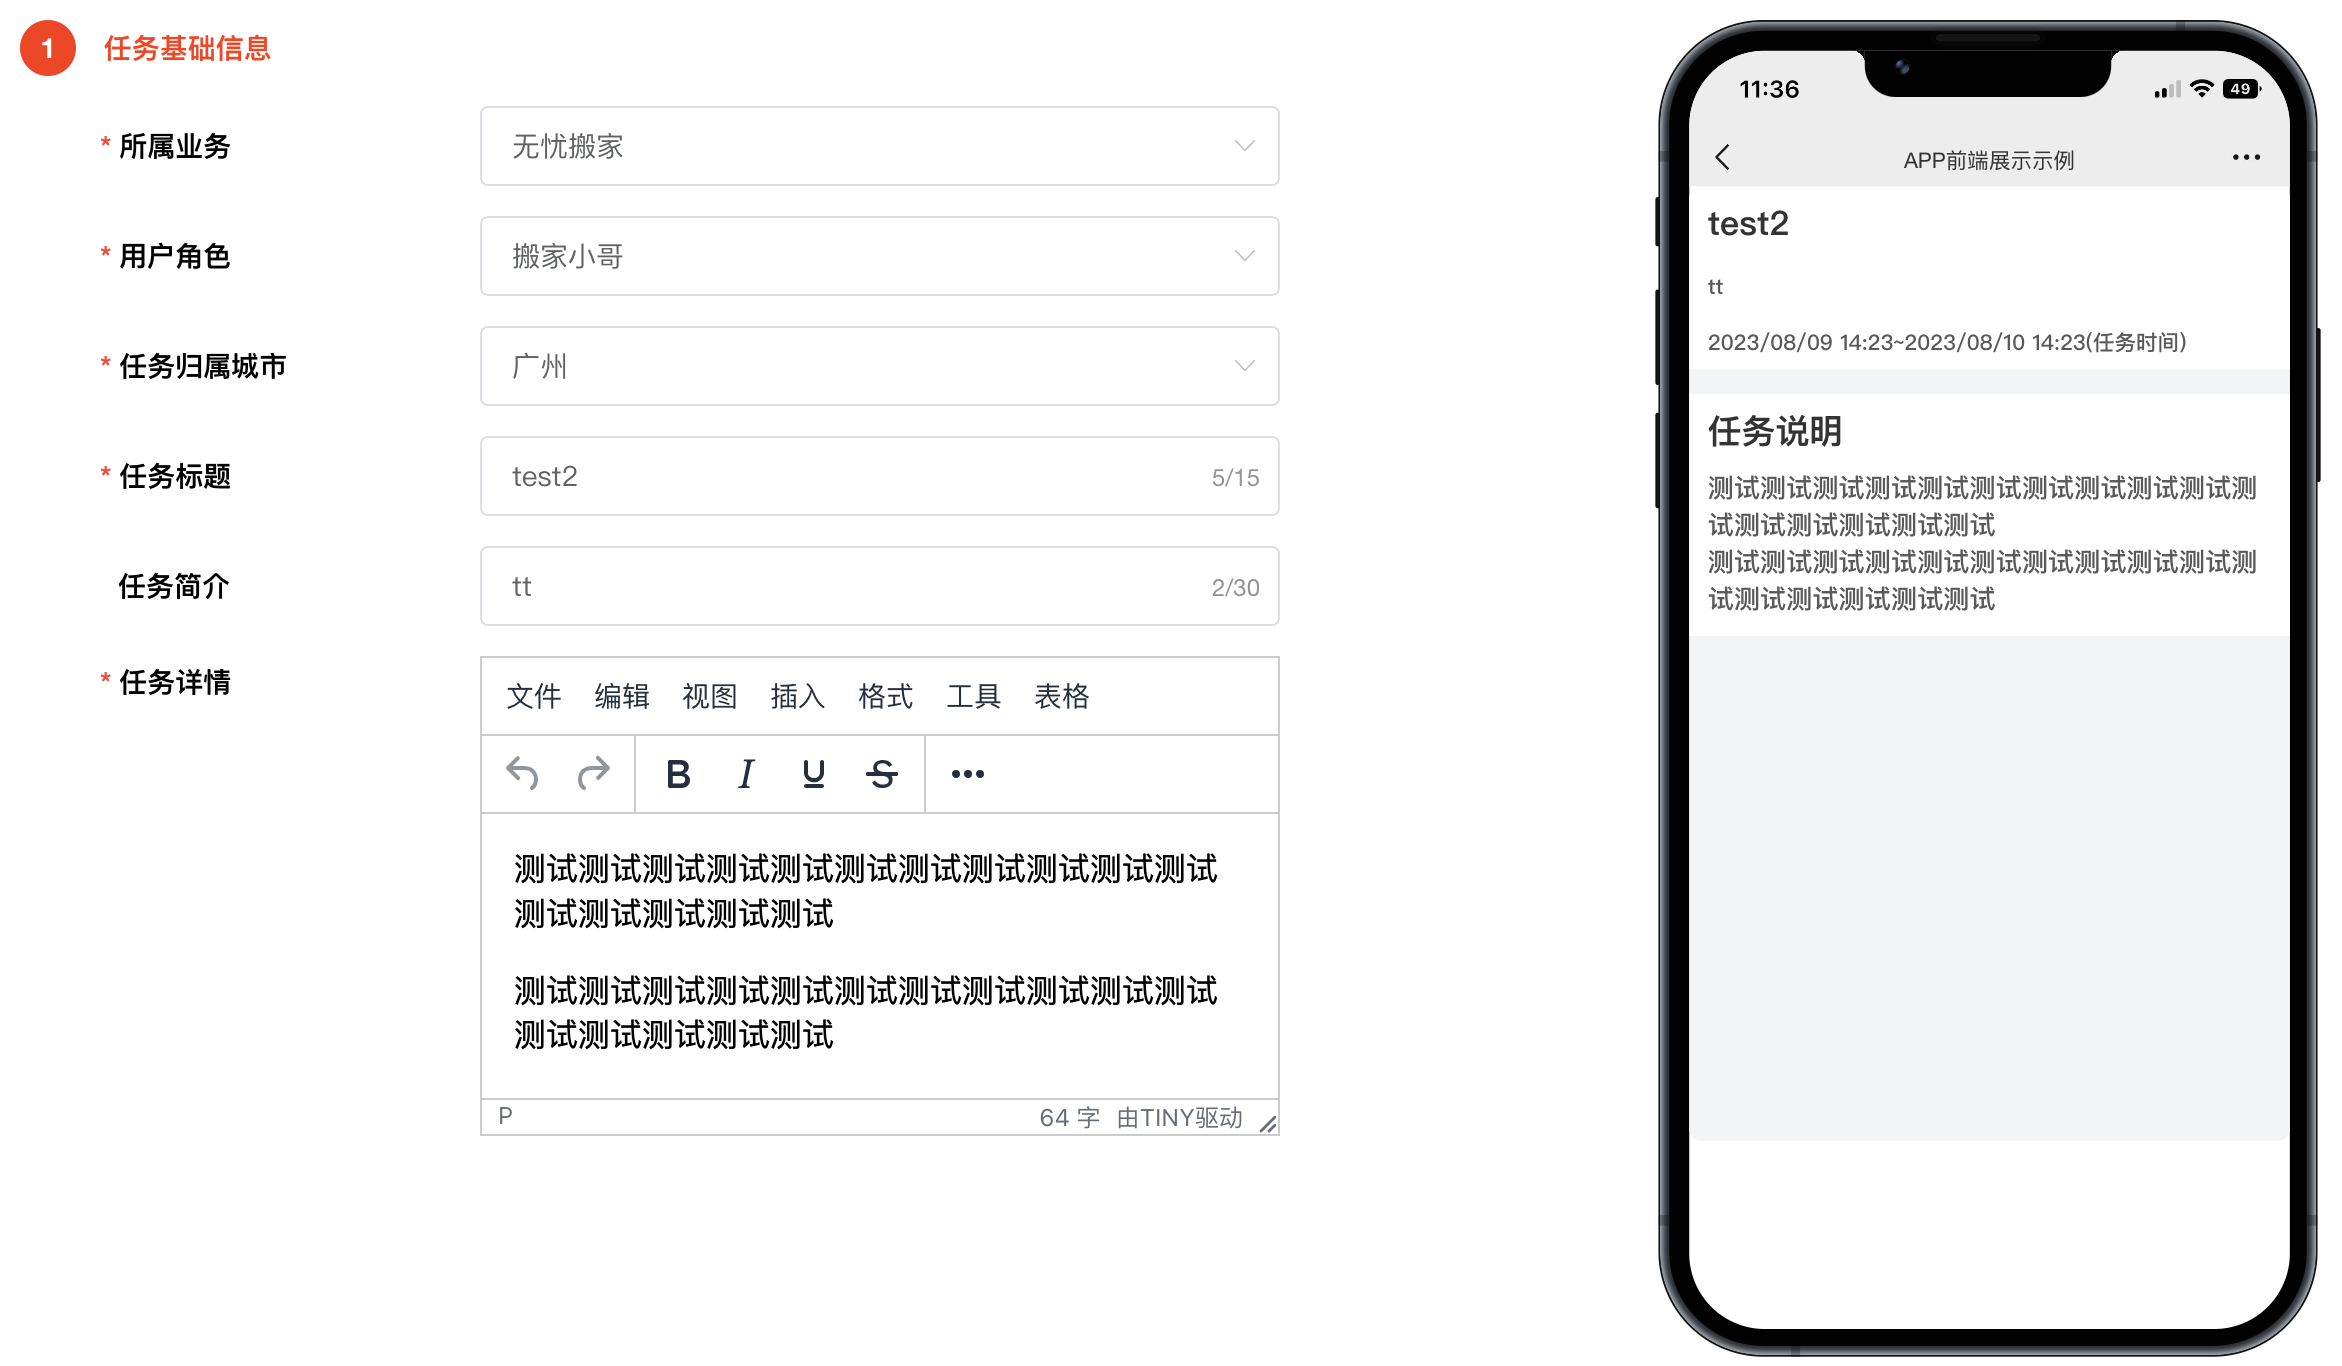 1 任务基础信息
* 所属业务 无忧搬家
* 用户角色 搬家小哥
* 任务归属城市 广州
* 任务标题 test2 5/15
任务简介 tt 2/30
* 任务详情
文件 编辑 视图 插入 格式 工具 表格
B I U S
测试测试测试测试测试测试测试测试测试测试测试
测试测试测试测试测试
测试测试测试测试测试测试测试测试测试测试测试
测试测试测试测试测试
P 64 字 由TINY驱动
11:36 49
APP前端展示示例
test2
tt
2023/08/09 14:23~2023/08/10 14:23(任务时间)
任务说明
测试测试测试测试测试测试测试测试测试测试测
试测试测试测试测试测试
测试测试测试测试测试测试测试测试测试测试测
试测试测试测试测试测试